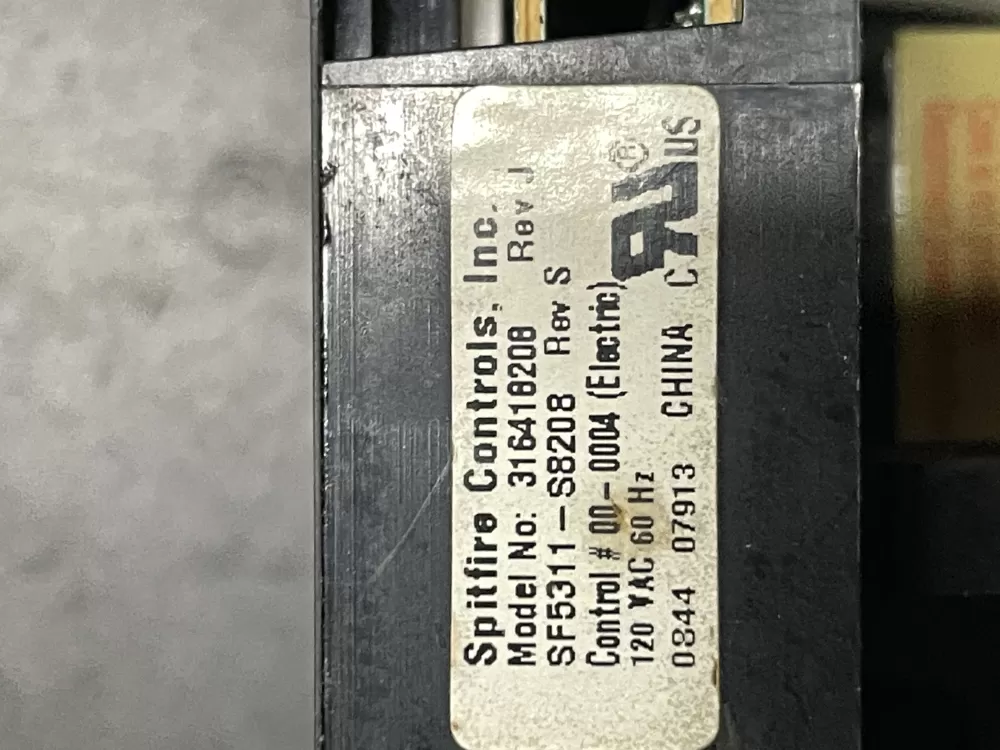 Spitfire Controls, Inc.
Model No: 316418208 Rev J
SF5311-S8208 Rev S
Control # 00-0004 (Electric)
120 VAC 60 Hz
0844 07913 CHINA C RU US ®